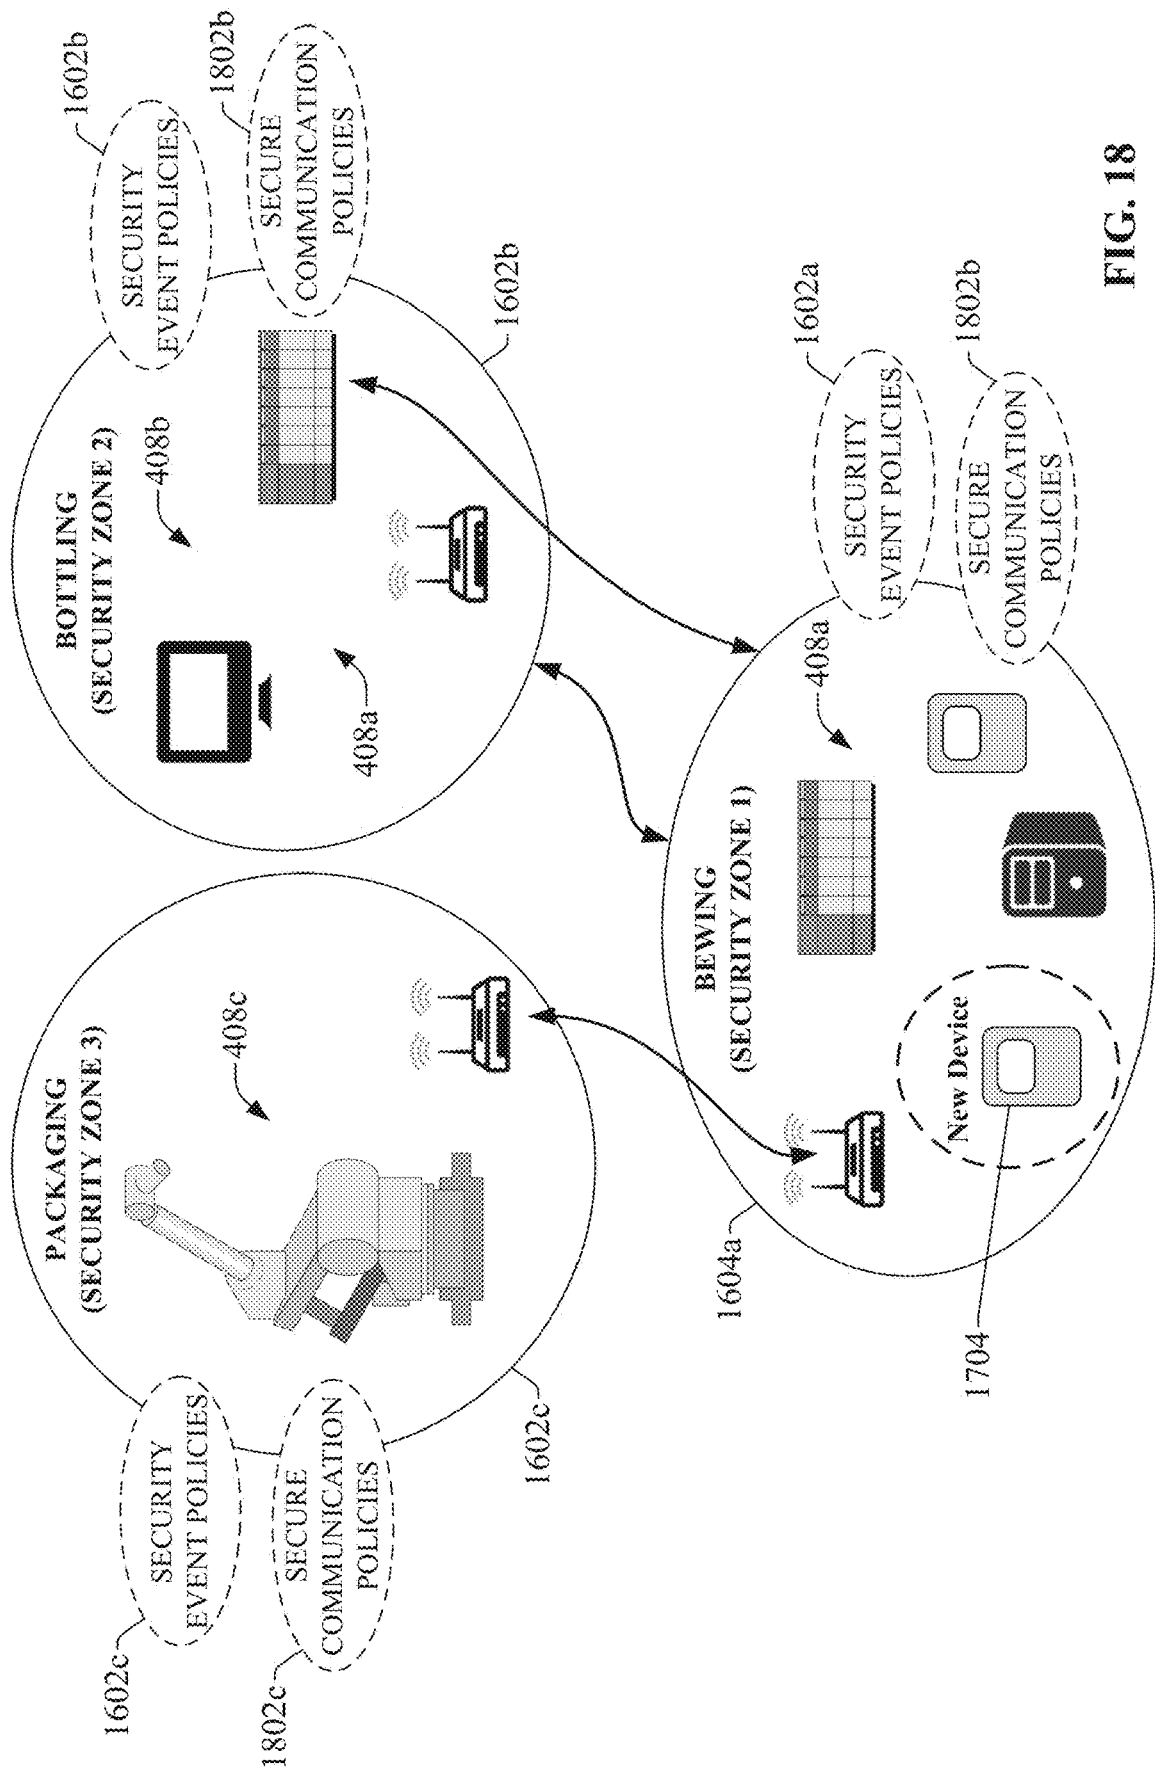 PACKAGING
(SECURITY ZONE 3)
408c
1602c
SECURITY
EVENT POLICIES
1802c
SECURE
COMMUNICATION
POLICIES
1602c
BOTTLING
(SECURITY ZONE 2)
408b
408a
1602b
SECURITY
EVENT POLICIES
1802b
SECURE
COMMUNICATION
POLICIES
1602b
1604a
BEWING
(SECURITY ZONE 1)
408a
1602a
SECURITY
EVENT POLICIES
1802b
SECURE
COMMUNICATION
POLICIES
New Device
1704
FIG. 18